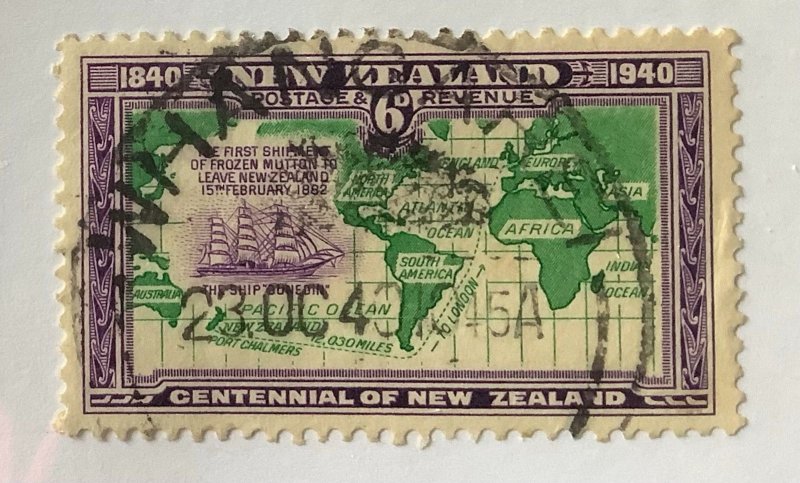 1840 NEW ZEALAND 1940
POSTAGE & REVENUE
6D
THE FIRST SHIPMENT
OF FROZEN MUTTON TO
LEAVE NEW ZEALAND
15TH FEBRUARY 1882
NORTH
AMERICA
ENGLAND
EUROPE
ASIA
ATLANTIC
OCEAN
AFRICA
SOUTH
AMERICA
INDIAN
OCEAN
AUSTRALIA
THE SHIP "DUNEDIN"
PACIFIC OCEAN
NEW ZEALAND
PORT CHALMERS
12,030 MILES
TO LONDON
23 OC 40
45A
CENTENNIAL OF NEW ZEALAND